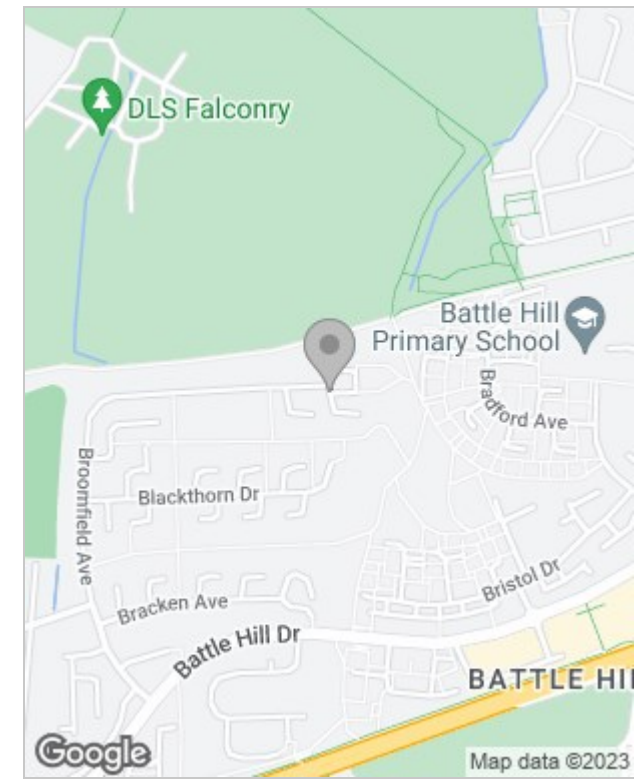 DLS Falconry
Battle Hill
Primary School
Bradford Ave
Broomfield Ave
Blackthorn Dr
Bristol Dr
Bracken Ave
Battle Hill Dr
BATTLE HI
Google
Map data ©2023